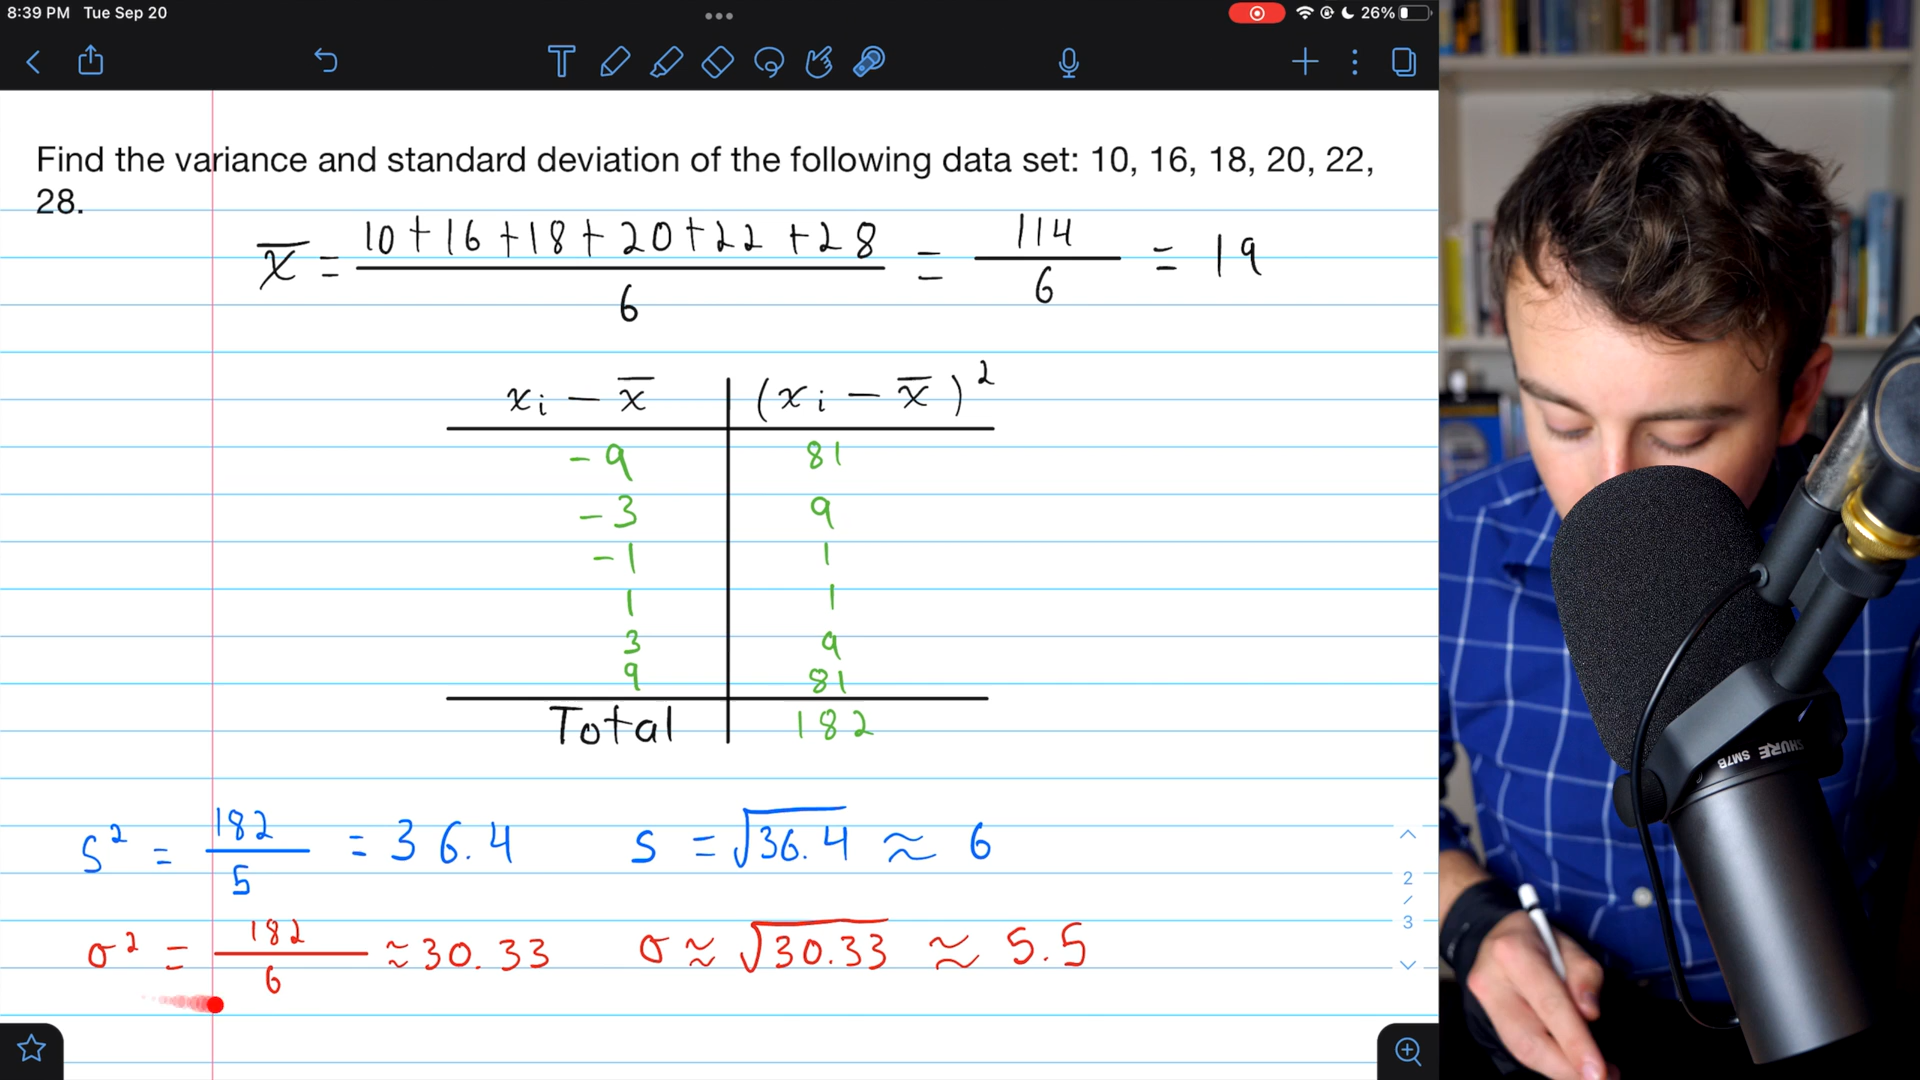 8:39 PM Tue Sep 20
26%
Find the variance and standard deviation of the following data set: 10, 16, 18, 20, 22,
28.
x̄ = (10+16+18+20+22+28)/6 = 114/6 = 19
xᵢ − x̄ | (xᵢ − x̄)²
−9 81
−3 9
−1 1
1 1
3 9
9 81
Total 182
s² = 182/5 = 36.4 s = √36.4 ≈ 6
σ² = 182/6 ≈ 30.33 σ ≈ √30.33 ≈ 5.5
2
/
3
SHURE SM7B